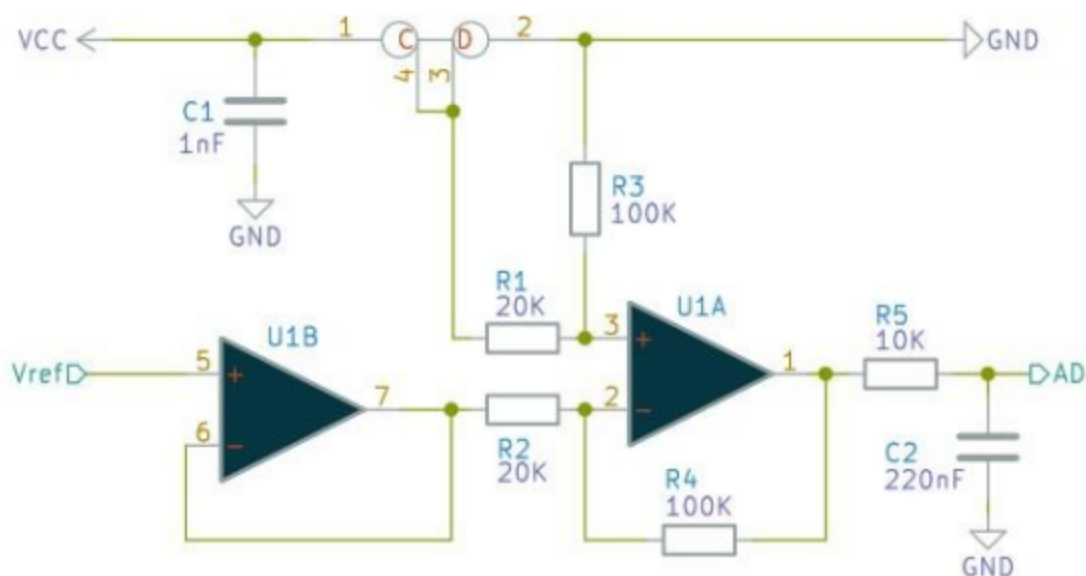 VCC
1
C
D
2
GND
4
3
C1
1nF
GND
R3
100K
R1
20K
U1A
3
+
1
R5
10K
AD
U1B
Vref
5
+
7
6
−
2
−
R2
20K
R4
100K
C2
220nF
GND